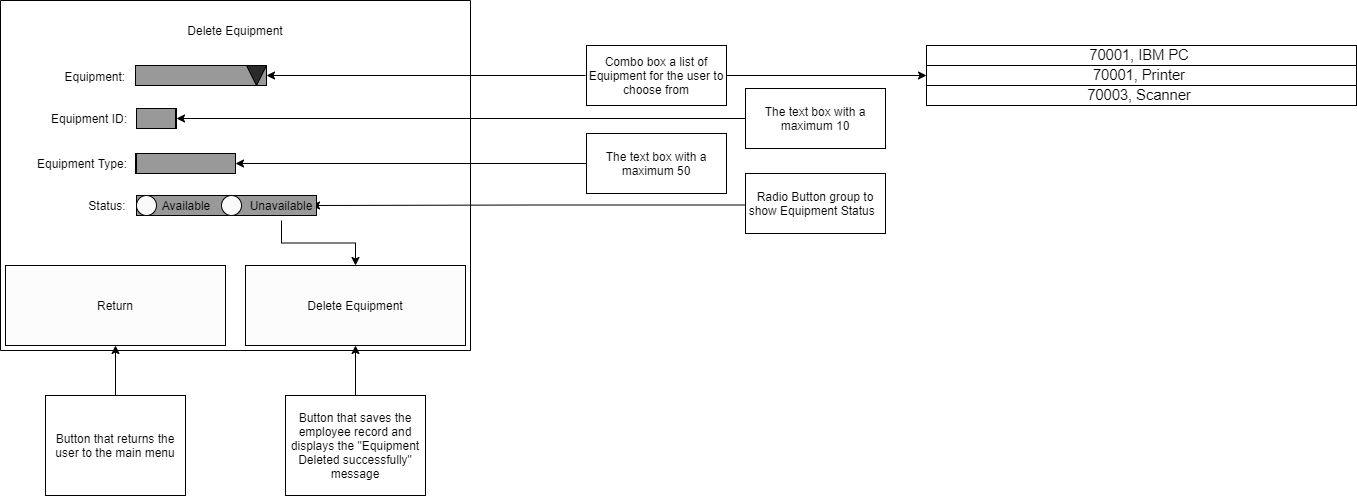 Delete Equipment
Equipment:
Combo box a list of
Equipment for the user to
choose from
70001, IBM PC
70001, Printer
70003, Scanner
Equipment ID:
The text box with a
maximum 10
Equipment Type:
The text box with a
maximum 50
Status:
Available
Unavailable
Radio Button group to
show Equipment Status
Return
Delete Equipment
Button that returns the
user to the main menu
Button that saves the
employee record and
displays the "Equipment
Deleted successfully"
message